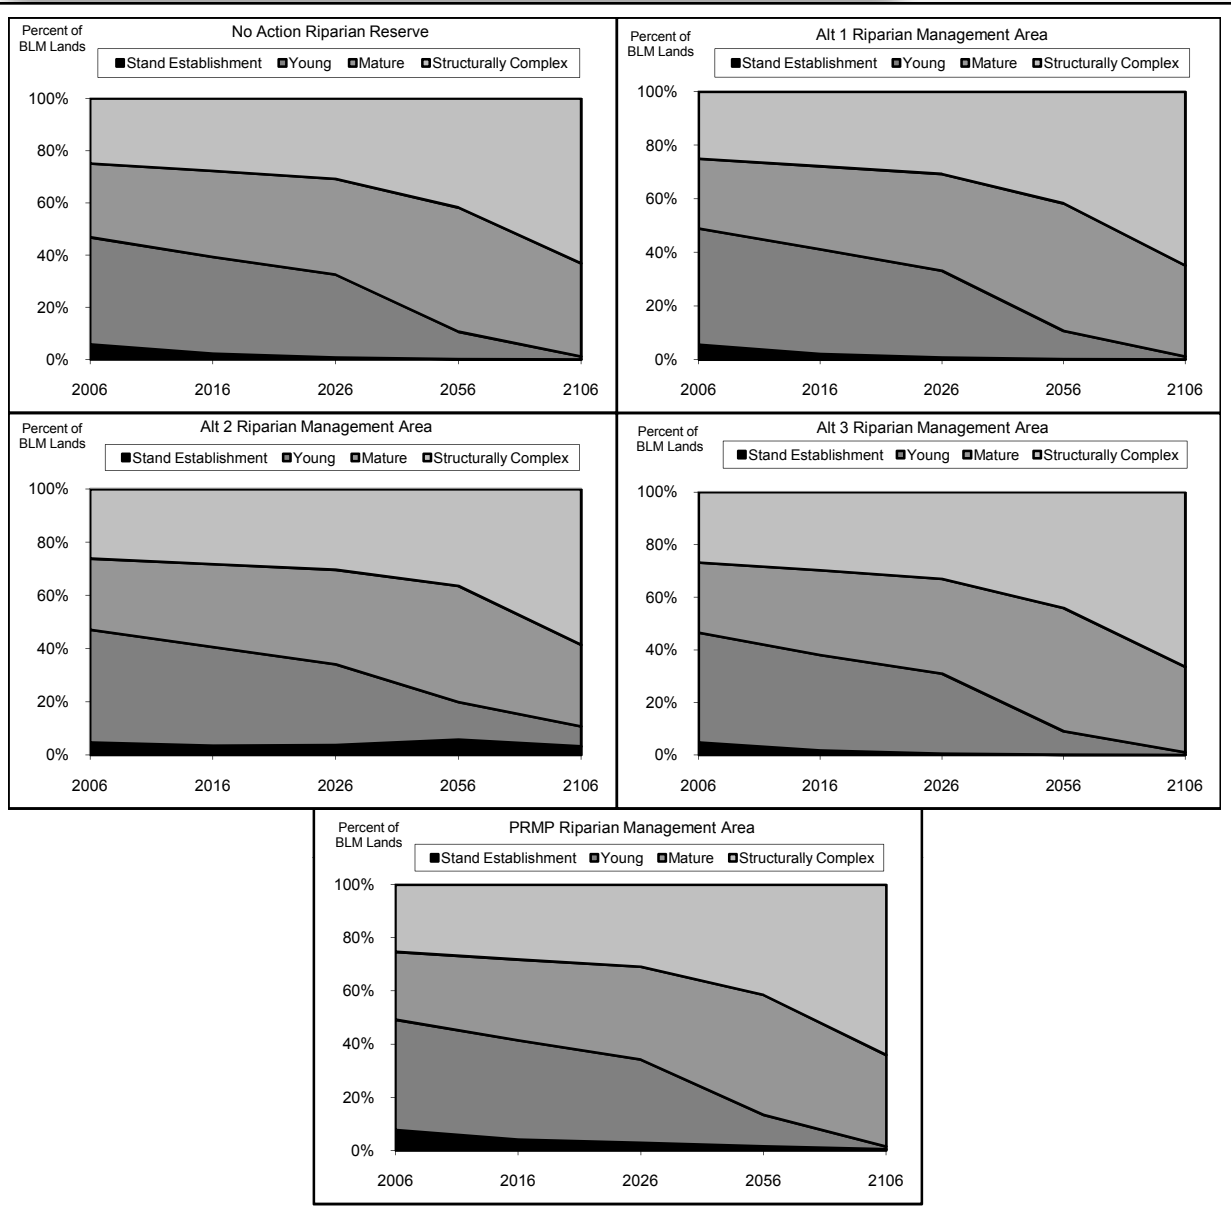 Percent of
BLM Lands
No Action Riparian Reserve
Stand Establishment Young Mature Structurally Complex
100%
80%
60%
40%
20%
0%
2006 2016 2026 2056 2106
Percent of
BLM Lands
Alt 1 Riparian Management Area
Stand Establishment Young Mature Structurally Complex
100%
80%
60%
40%
20%
0%
2006 2016 2026 2056 2106
Percent of
BLM Lands
Alt 2 Riparian Management Area
Stand Establishment Young Mature Structurally Complex
100%
80%
60%
40%
20%
0%
2006 2016 2026 2056 2106
Percent of
BLM Lands
Alt 3 Riparian Management Area
Stand Establishment Young Mature Structurally Complex
100%
80%
60%
40%
20%
0%
2006 2016 2026 2056 2106
Percent of
BLM Lands
PRMP Riparian Management Area
Stand Establishment Young Mature Structurally Complex
100%
80%
60%
40%
20%
0%
2006 2016 2026 2056 2106